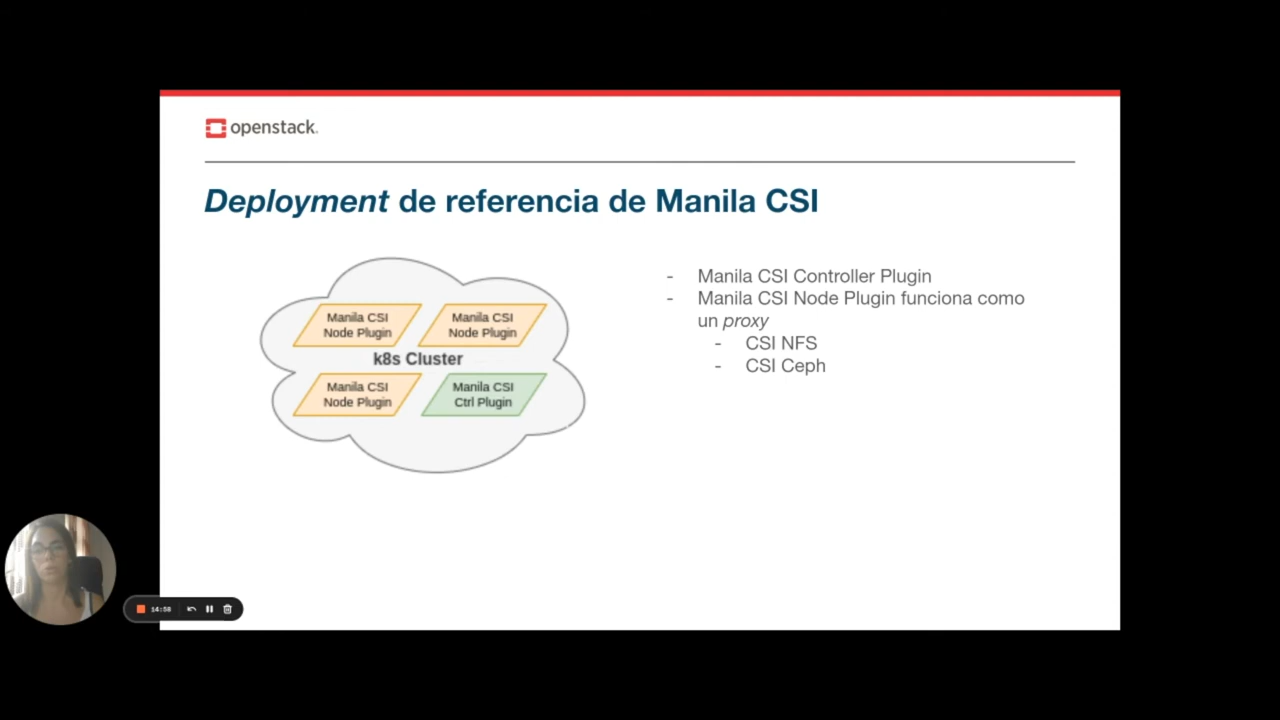 openstack.
Deployment de referencia de Manila CSI
Manila CSI
Node Plugin
Manila CSI
Node Plugin
k8s Cluster
Manila CSI
Node Plugin
Manila CSI
Ctrl Plugin
- Manila CSI Controller Plugin
- Manila CSI Node Plugin funciona como
un proxy
- CSI NFS
- CSI Ceph